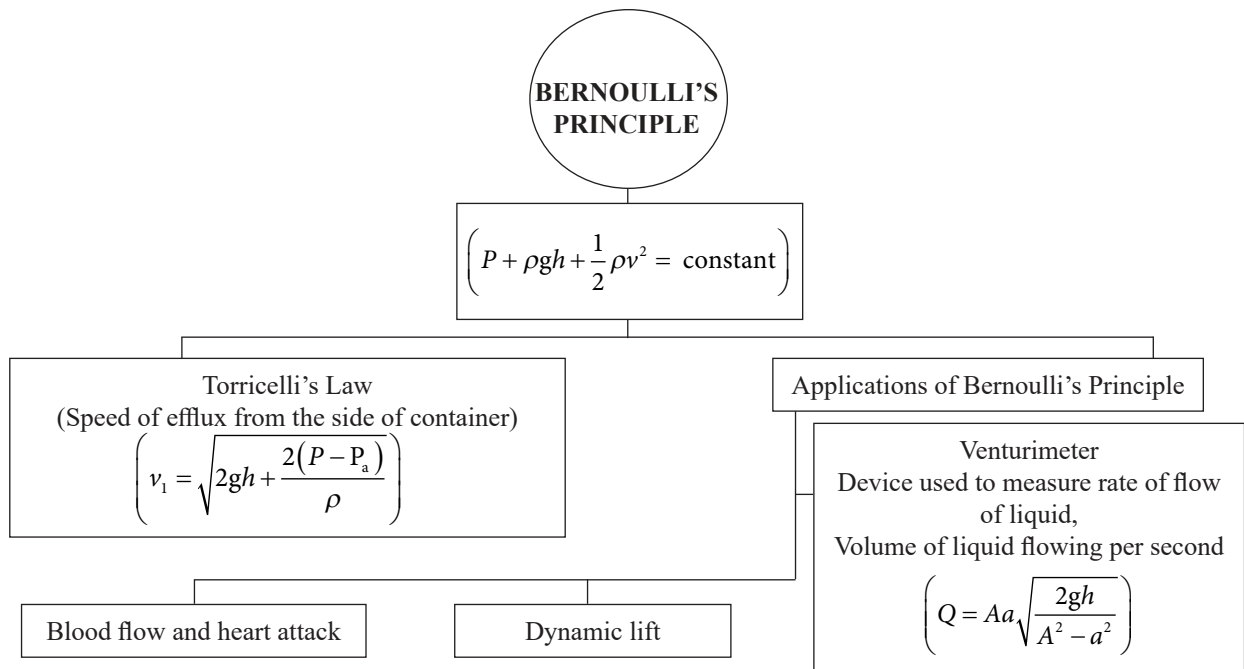 BERNOULLI'S
PRINCIPLE
(P + ρgh + 1/2 ρv² = constant)
Torricelli's Law
(Speed of efflux from the side of container)
(v₁ = √(2gh + 2(P − Pₐ)/ρ))
Applications of Bernoulli's Principle
Venturimeter
Device used to measure rate of flow
of liquid,
Volume of liquid flowing per second
(Q = Aa√(2gh/(A² − a²)))
Blood flow and heart attack
Dynamic lift